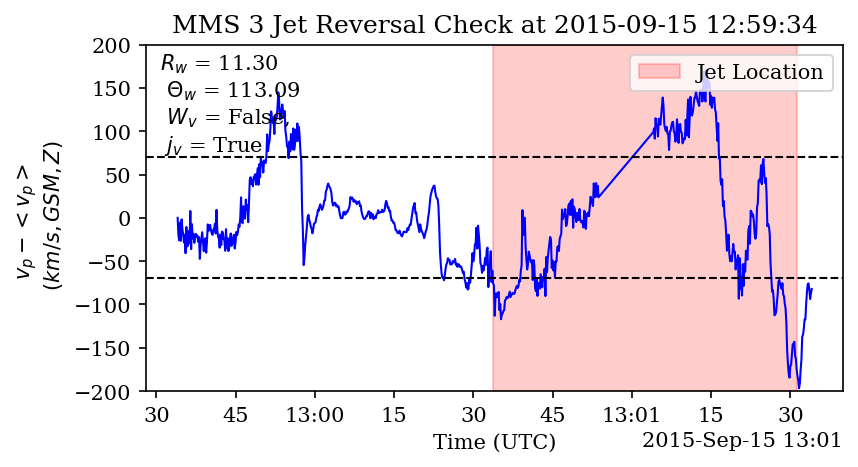 MMS 3 Jet Reversal Check at 2015-09-15 12:59:34
R_w = 11.30
Θ_w = 113.09
W_v = False,
j_v = True
Jet Location
200
150
100
50
0
−50
−100
−150
−200
v_p − < v_p >
(km/s, GSM, Z)
30 45 13:00 15 30 45 13:01 15 30
Time (UTC)
2015-Sep-15 13:01